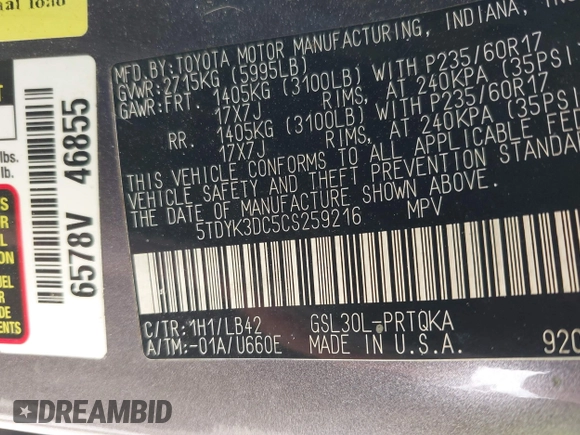 MFD.BY:TOYOTA MOTOR MANUFACTURING, INDIANA,
GVWR:2715KG (5995LB)
GAWR:FRT. 1405KG (3100LB) WITH P235/60R17
17X7J RIMS, AT 240KPA (35PSI
RR. 1405KG (3100LB) WITH P235/60R17
17X7J RIMS, AT 240KPA (35PSI
THIS VEHICLE CONFORMS TO ALL APPLICABLE
VEHICLE SAFETY AND THEFT PREVENTION
THE DATE OF MANUFACTURE SHOWN ABOVE.
5TDYK3DC5CS259216 MPV
C/TR:1H1/LB42 GSL30L-PRTQKA
A/TM:-01A/U660E MADE IN U.S.A.
6578V 46855
lbs.
lb.
DREAMBID